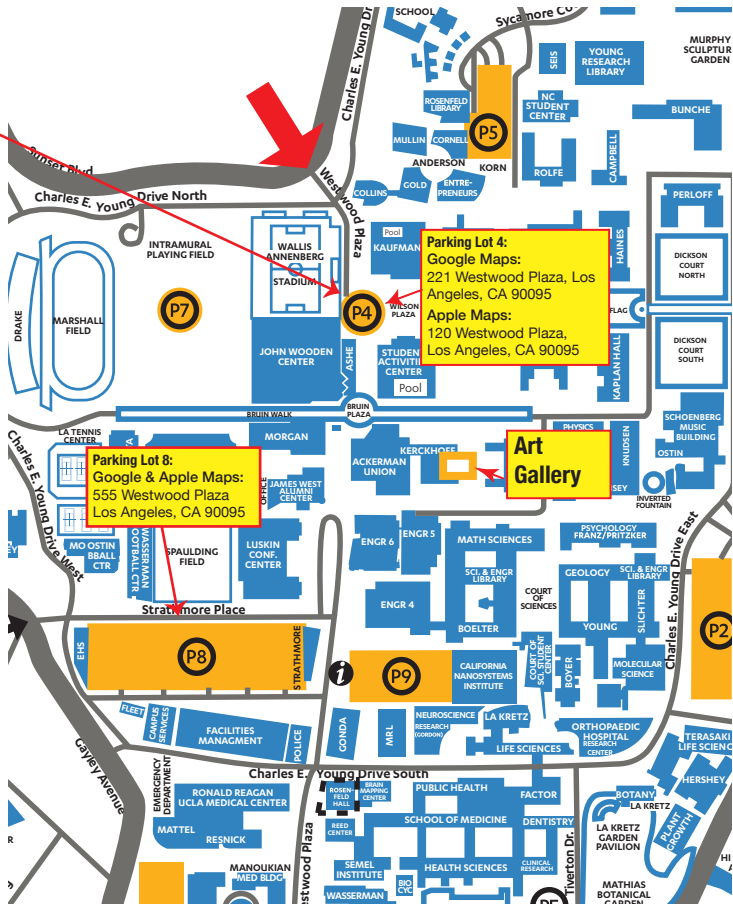 SCHOOL
Charles E. Young Dr
Sycamore Co
MURPHY
SCULPTUR
GARDEN
SEIS
YOUNG
RESEARCH
LIBRARY
ROSENFELD
LIBRARY
P5
NC
STUDENT
CENTER
BUNCHE
MULLIN
CORNELL
ANDERSON
KORN
ROLFE
CAMPBELL
Sunset Blvd
COLLINS
GOLD
ENTRE-
PRENEURS
Westwood Plaza
PERLOFF
Charles E. Young Drive North
INTRAMURAL
PLAYING FIELD
WALLIS
ANNENBERG
STADIUM
Pool
KAUFMAN
Parking Lot 4:
Google Maps:
221 Westwood Plaza, Los
Angeles, CA 90095
Apple Maps:
120 Westwood Plaza,
Los Angeles, CA 90095
HAINES
DICKSON
COURT
NORTH
DRAKE
MARSHALL
FIELD
P7
P4
WILSON
PLAZA
FLAG
JOHN WOODEN
CENTER
ASHE
STUDEN
ACTIVITI
CENTER
Pool
KAPLAN HALL
DICKSON
COURT
SOUTH
BRUIN WALK
BRUIN
PLAZA
LA TENNIS
CENTER
TA
MORGAN
ACKERMAN
UNION
KERCKHOFF
Art
Gallery
PHYSICS
KNUDSEN
SEY
SCHOENBERG
MUSIC
BUILDING
OSTIN
INVERTED
FOUNTAIN
Parking Lot 8:
Google & Apple Maps:
555 Westwood Plaza
Los Angeles, CA 90095
OFFICE
JAMES WEST
ALUMNI
CENTER
Charles E. Young Drive West
EY
MO OSTIN
BBALL
CTR
WASSERMAN
FOOTBALL CTR
SPAULDING
FIELD
LUSKIN
CONF.
CENTER
ENGR 6
ENGR 5
MATH SCIENCES
SCI. & ENGR
LIBRARY
ENGR 4
BOELTER
COURT
OF
SCIENCES
PSYCHOLOGY
FRANZ/PRITZKER
GEOLOGY
SCI. & ENGR
LIBRARY
YOUNG
SLICHTER
Charles E. Young Drive East
Strathmore Place
EHS
P8
STRATHMORE
i
P9
CALIFORNIA
NANOSYSTEMS
INSTITUTE
COURT OF
SCI. STUDENT
CENTER
BOYER
MOLECULAR
SCIENCE
P2
FLEET
CAMPUS
SERVICES
FACILITIES
MANAGMENT
POLICE
GONDA
MRL
NEUROSCIENCE
RESEARCH
(GORDON)
LA KRETZ
LIFE SCIENCES
ORTHOPAEDIC
HOSPITAL
RESEARCH
CENTER
TERASAKI
LIFE SCIENC
HERSHEY
Gayley Avenue
Charles E. Young Drive South
EMERGENCY
DEPARTMENT
RONALD REAGAN
UCLA MEDICAL CENTER
MATTEL
RESNICK
ROSEN-
FELD
HALL
BRAIN
MAPPING
CENTER
REED
CENTER
PUBLIC HEALTH
FACTOR
SCHOOL OF MEDICINE
DENTISTRY
BOTANY
LA KRETZ
LA KRETZ
GARDEN
PAVILION
PLANT
GROWTH
R
MANOUKIAN
MED BLDG
estwood Plaza
SEMEL
INSTITUTE
HEALTH SCIENCES
CLINICAL
RESEARCH
BIO
CYC
WASSERMAN
Tiverton Dr.
MATHIAS
BOTANICAL
GARDEN
HI